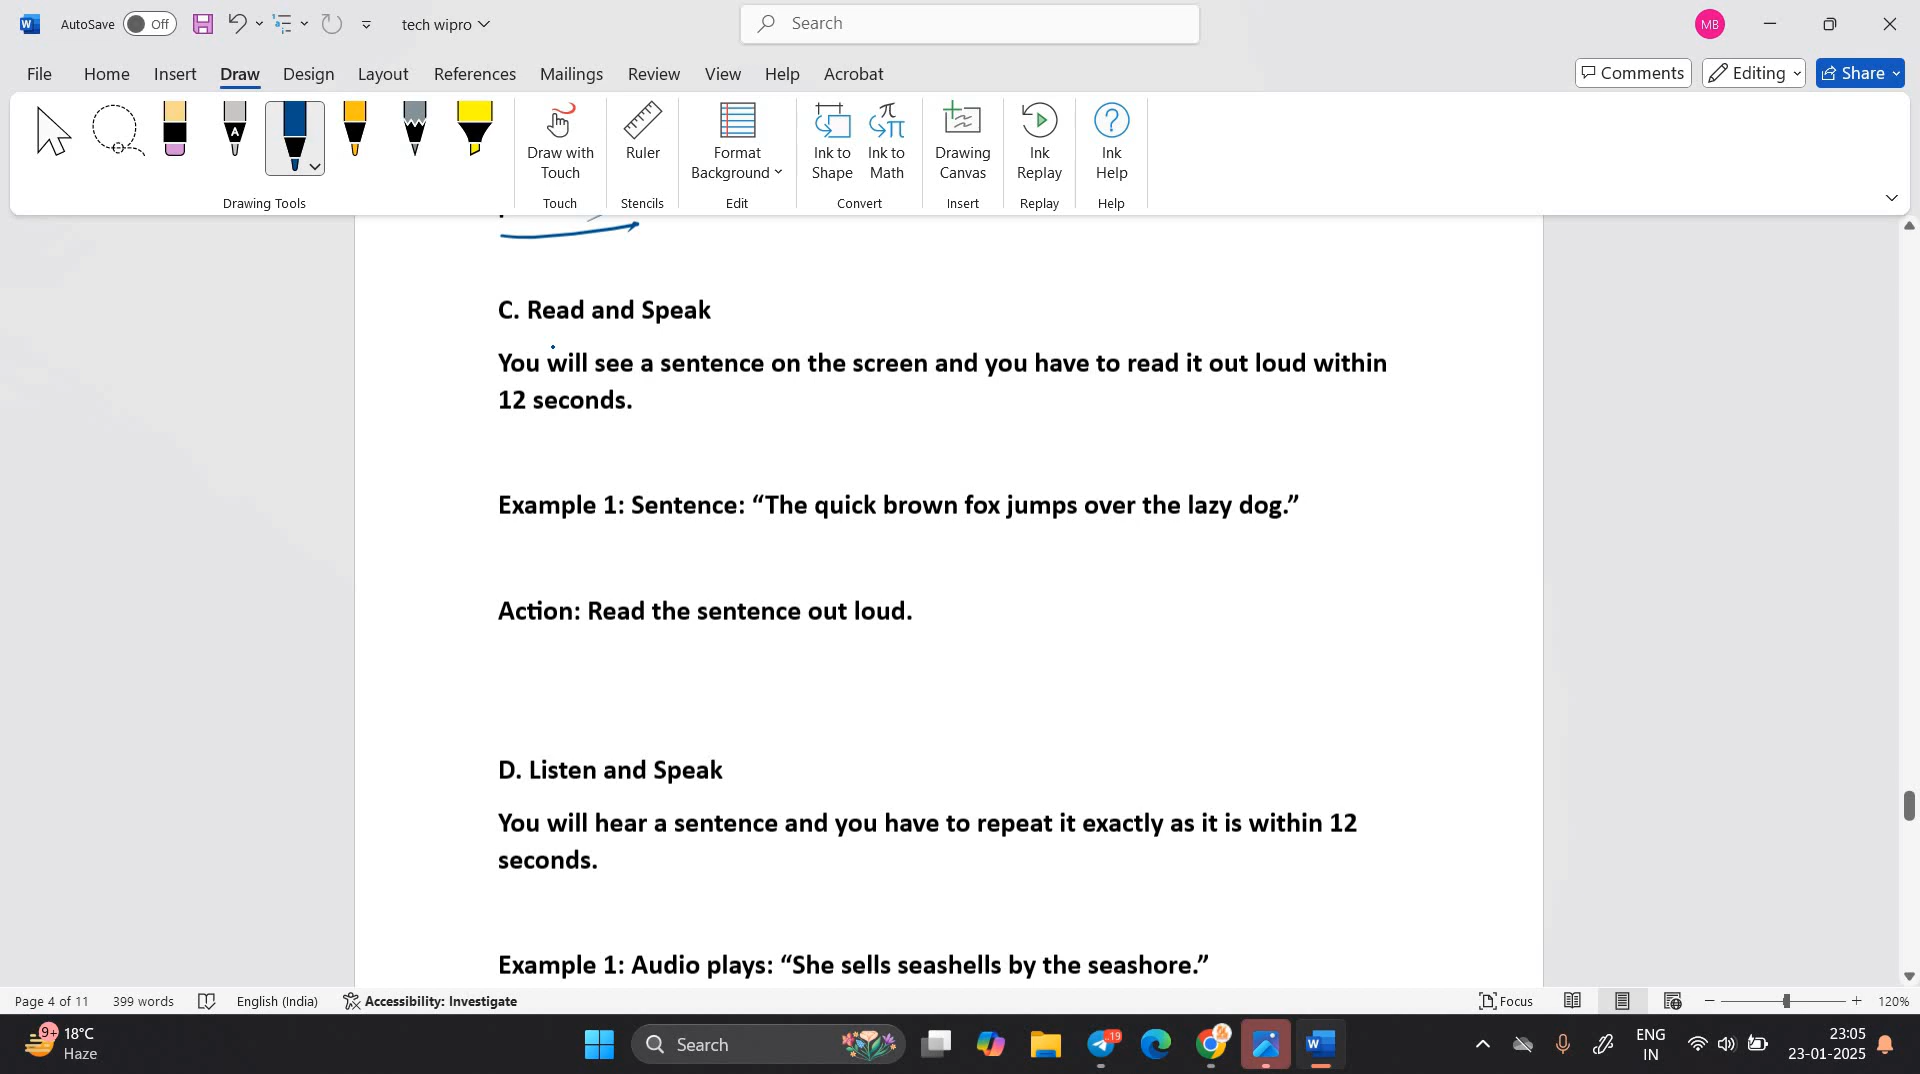 AutoSave Off tech wipro Search MB
File Home Insert Draw Design Layout References Mailings Review View Help Acrobat Comments Editing Share
A
Draw with Touch Ruler Format Background Ink to Shape Ink to Math Drawing Canvas Ink Replay Ink Help
Drawing Tools Touch Stencils Edit Convert Insert Replay Help
C. Read and Speak
You will see a sentence on the screen and you have to read it out loud within
12 seconds.
Example 1: Sentence: “The quick brown fox jumps over the lazy dog.”
Action: Read the sentence out loud.
D. Listen and Speak
You will hear a sentence and you have to repeat it exactly as it is within 12
seconds.
Example 1: Audio plays: “She sells seashells by the seashore.”
Page 4 of 11 399 words English (India) Accessibility: Investigate Focus 120%
9+ 18°C Search 19 ENG 23:05
Haze IN 23-01-2025